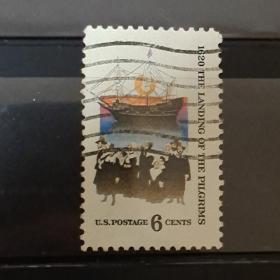 1620 THE LANDING OF THE PILGRIMS
U.S. POSTAGE 6 CENTS